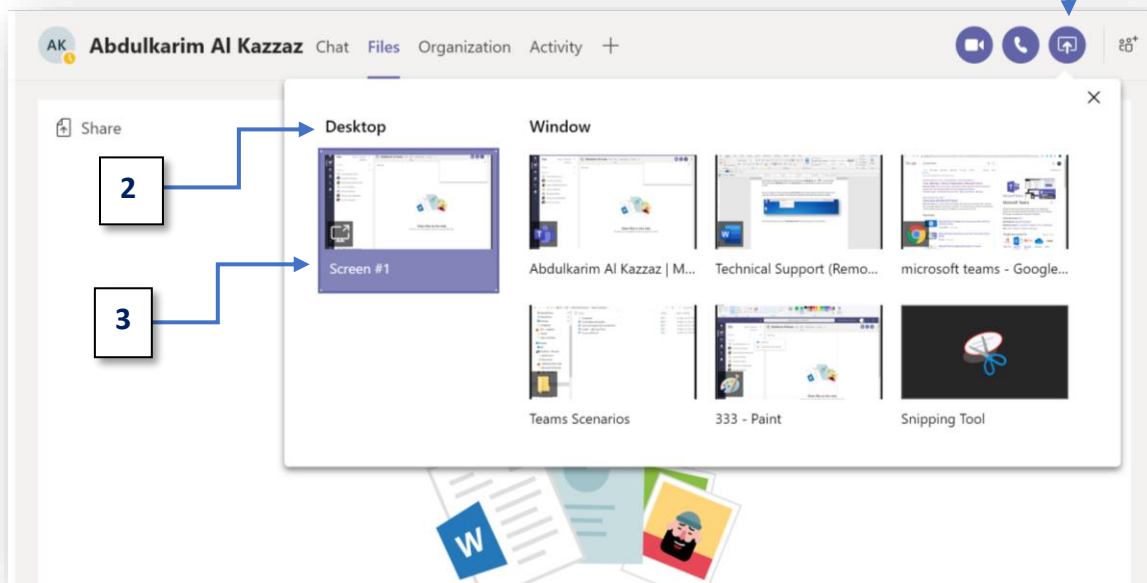 AK Abdulkarim Al Kazzaz Chat Files Organization Activity +
Share
Desktop Window
2
Screen #1 Abdulkarim Al Kazzaz | M... Technical Support (Remo... microsoft teams - Google...
3
Teams Scenarios 333 - Paint Snipping Tool
W